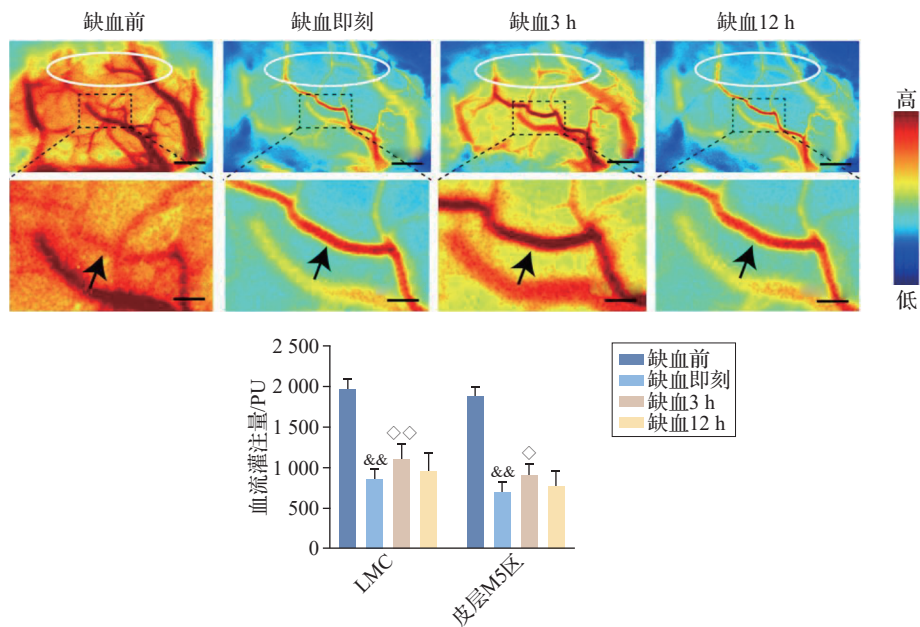 缺血前
缺血即刻
缺血3 h
缺血12 h
高
低
血流灌注量/PU
2 500
2 000
1 500
1 000
500
0
&&
◇◇
&&
◇
LMC
皮层M5区
缺血前
缺血即刻
缺血3 h
缺血12 h